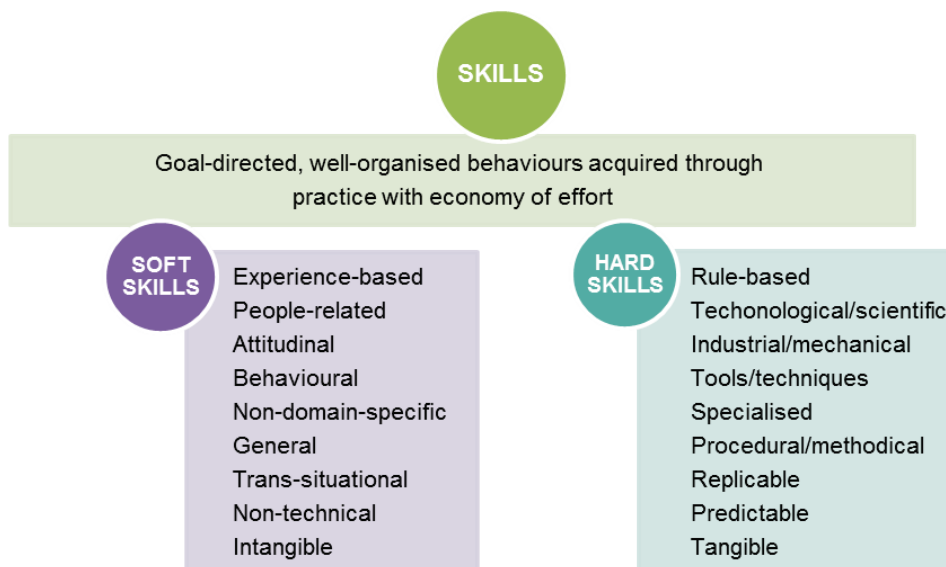 SKILLS
Goal-directed, well-organised behaviours acquired through
practice with economy of effort
SOFT
SKILLS
Experience-based
People-related
Attitudinal
Behavioural
Non-domain-specific
General
Trans-situational
Non-technical
Intangible
HARD
SKILLS
Rule-based
Techonological/scientific
Industrial/mechanical
Tools/techniques
Specialised
Procedural/methodical
Replicable
Predictable
Tangible